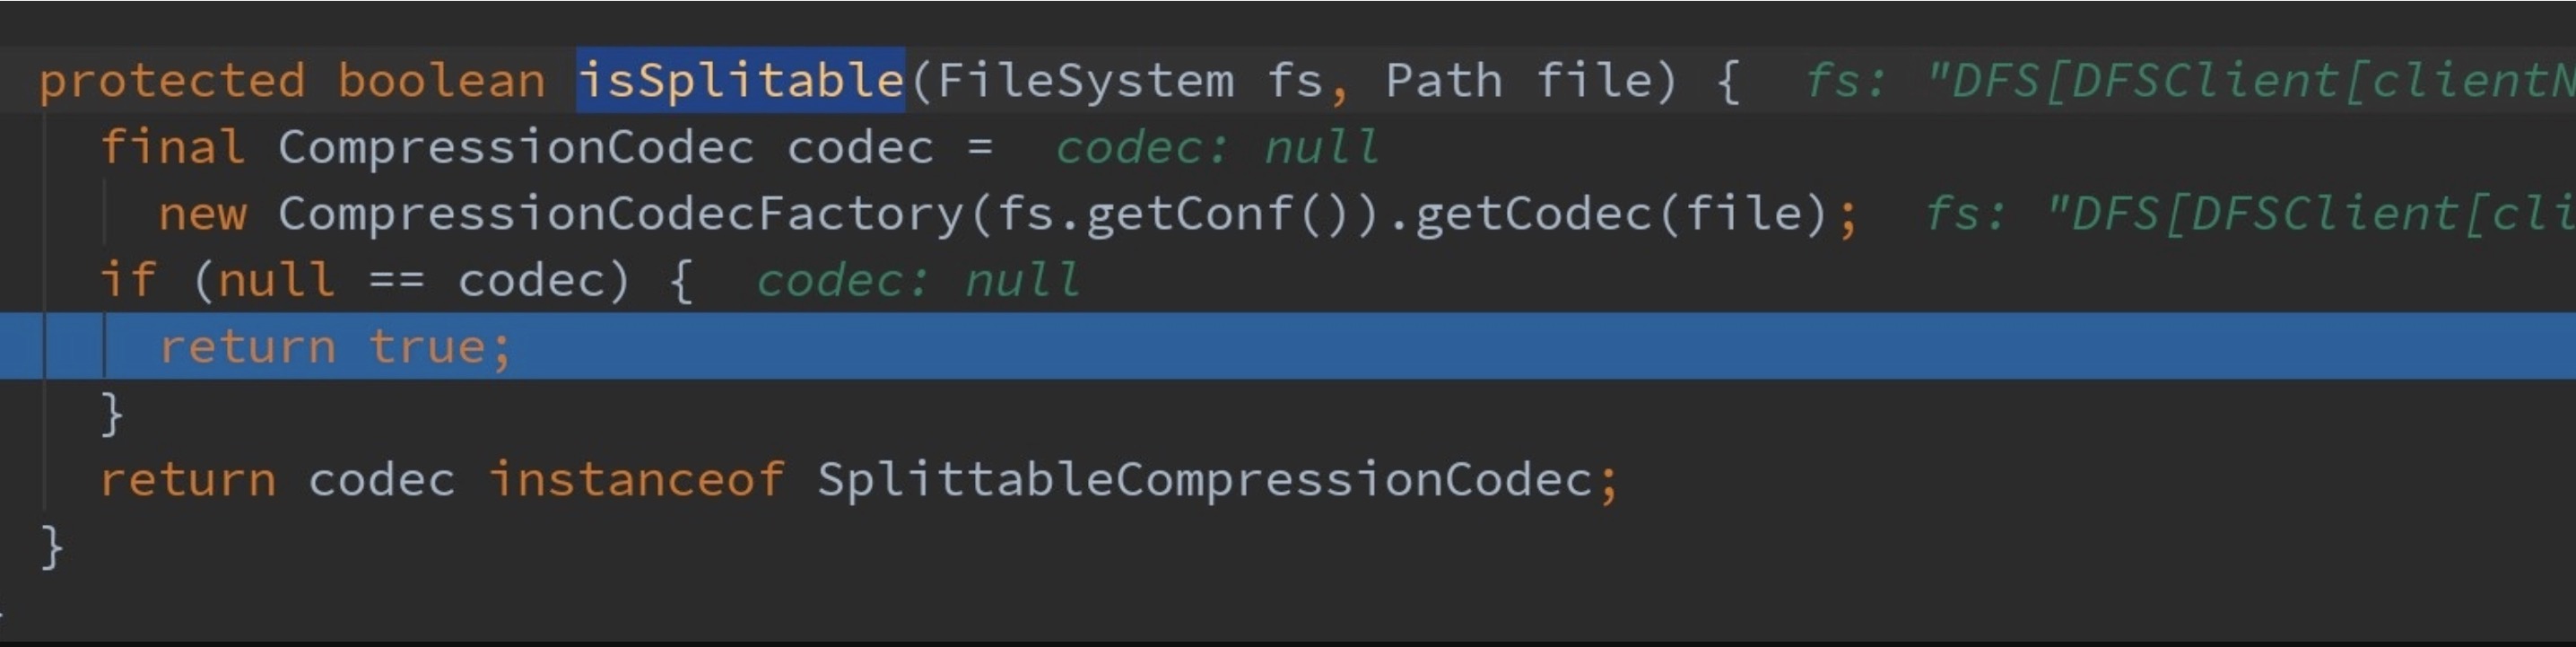 protected boolean isSplitable(FileSystem fs, Path file) {  fs: "DFS[DFSClient[clientN
final CompressionCodec codec =  codec: null
new CompressionCodecFactory(fs.getConf()).getCodec(file);  fs: "DFS[DFSClient[cli
if (null == codec) {  codec: null
return true;
}
return codec instanceof SplittableCompressionCodec;
}